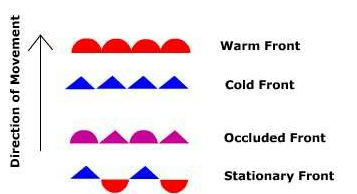 Direction of Movement
Warm Front
Cold Front
Occluded Front
Stationary Front